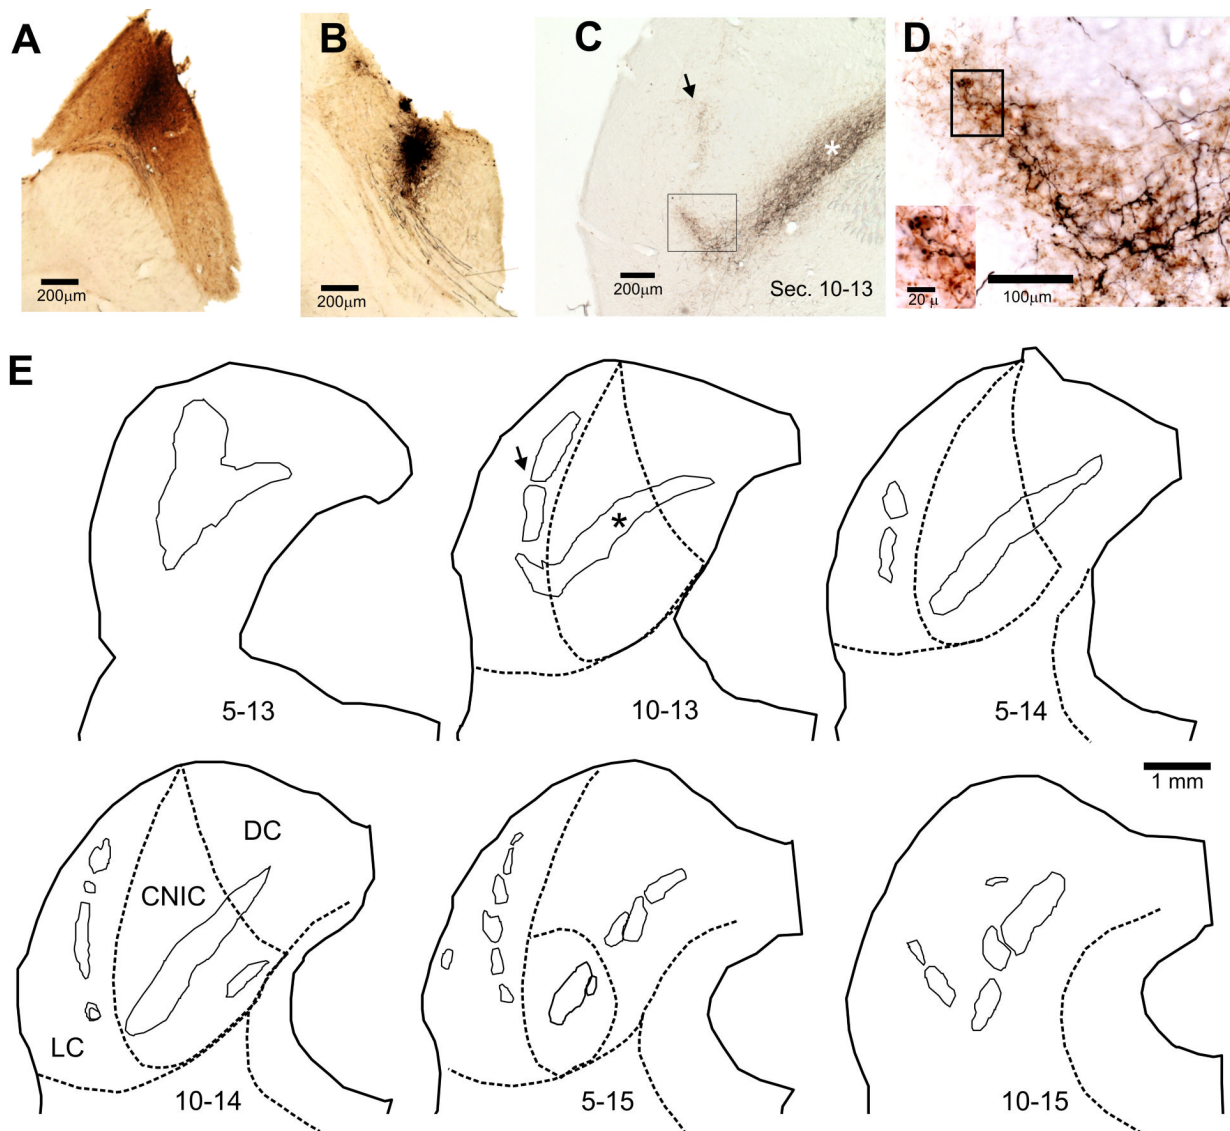 A
B
C
D
200μm
200μm
200μm
Sec. 10-13
20 μ
100μm
*
E
*
5-13
10-13
5-14
1 mm
DC
CNIC
LC
10-14
5-15
10-15